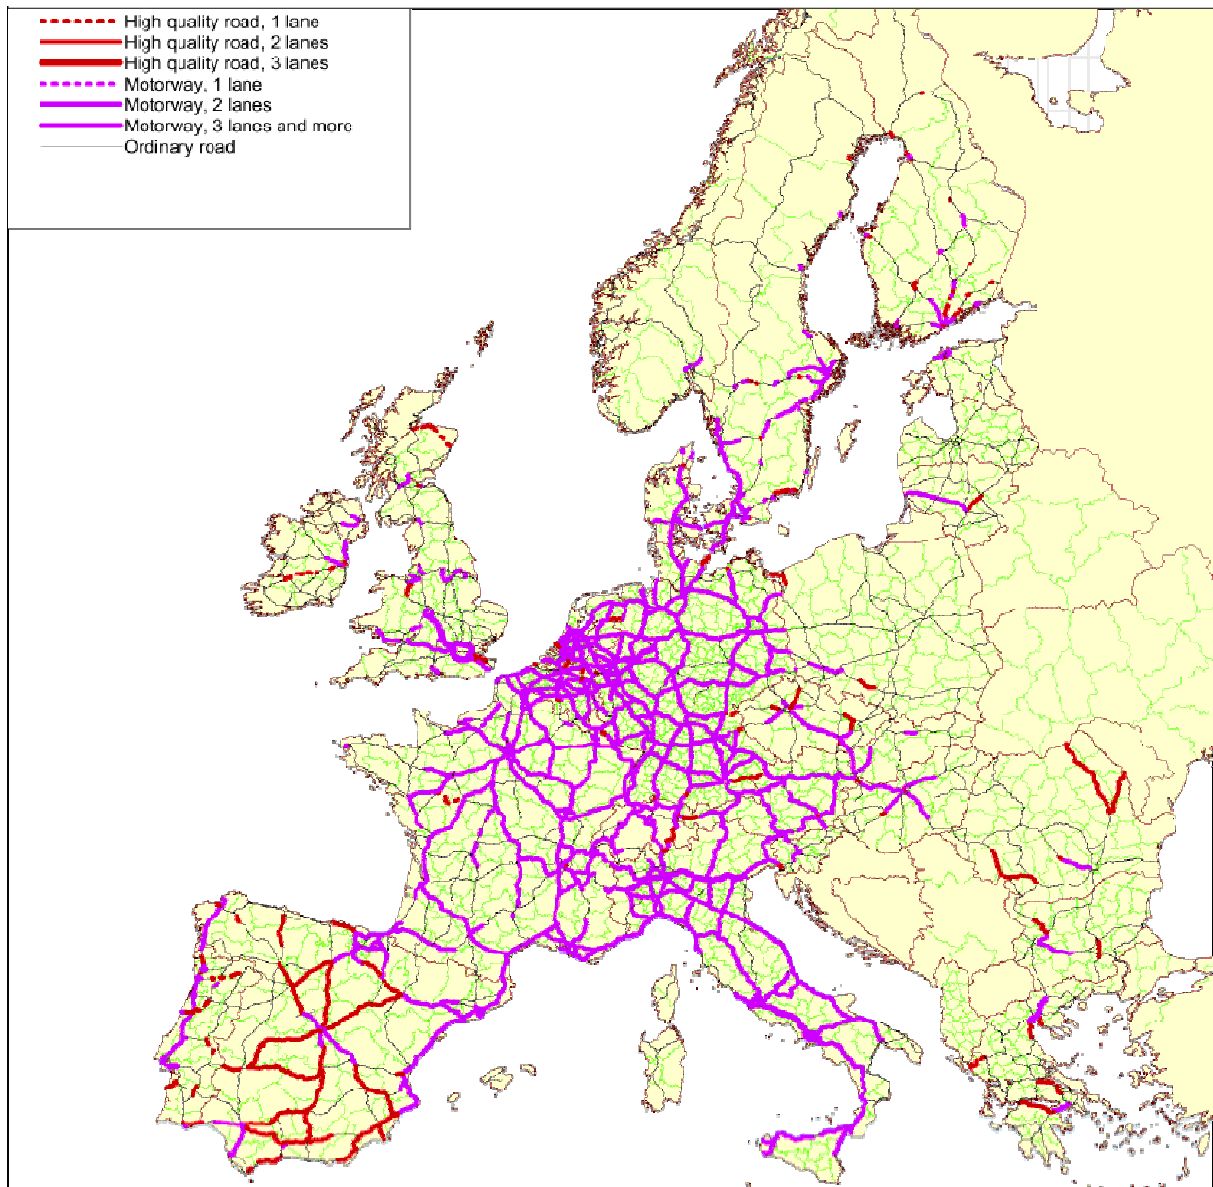 High quality road, 1 lane
High quality road, 2 lanes
High quality road, 3 lanes
Motorway, 1 lane
Motorway, 2 lanes
Motorway, 3 lanes and more
Ordinary road